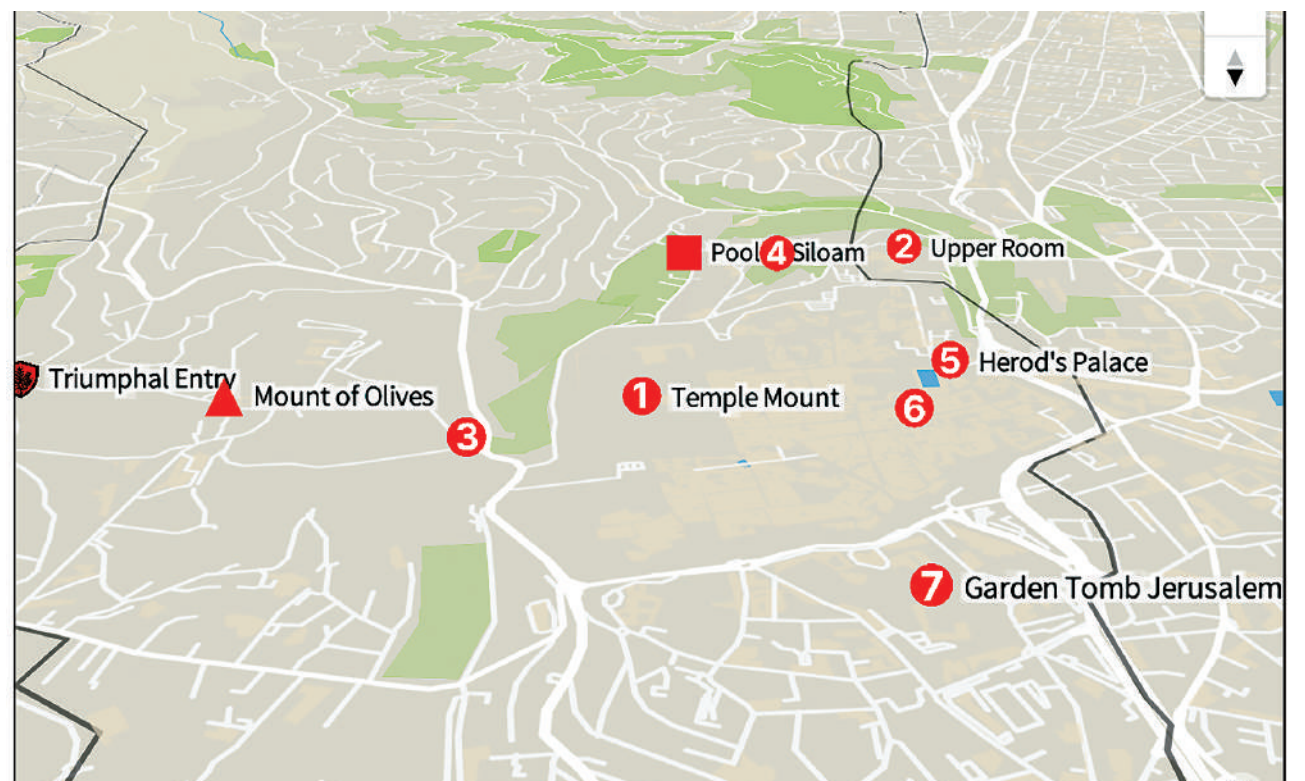 Pool 4 Siloam
2 Upper Room
5 Herod's Palace
Triumphal Entry
Mount of Olives
1 Temple Mount
6
3
7 Garden Tomb Jerusalem